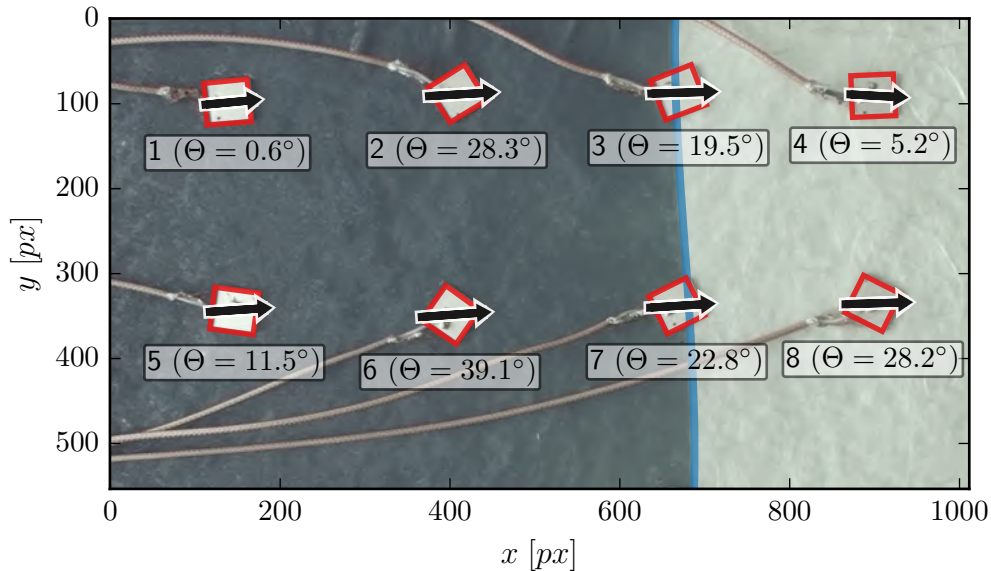 0
100
200
300
400
500
y [px]
1 (Θ = 0.6°)
2 (Θ = 28.3°)
3 (Θ = 19.5°)
4 (Θ = 5.2°)
5 (Θ = 11.5°)
6 (Θ = 39.1°)
7 (Θ = 22.8°)
8 (Θ = 28.2°)
0
200
400
600
800
1000
x [px]